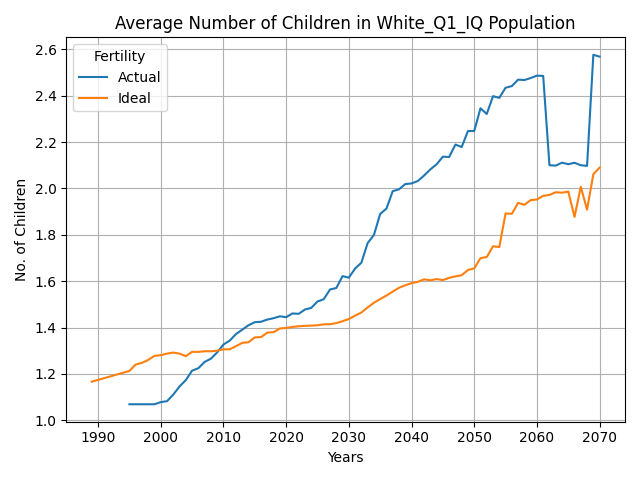 Average Number of Children in White_Q1_IQ Population
Fertility
Actual
Ideal
No. of Children
2.6
2.4
2.2
2.0
1.8
1.6
1.4
1.2
1.0
1990 2000 2010 2020 2030 2040 2050 2060 2070
Years